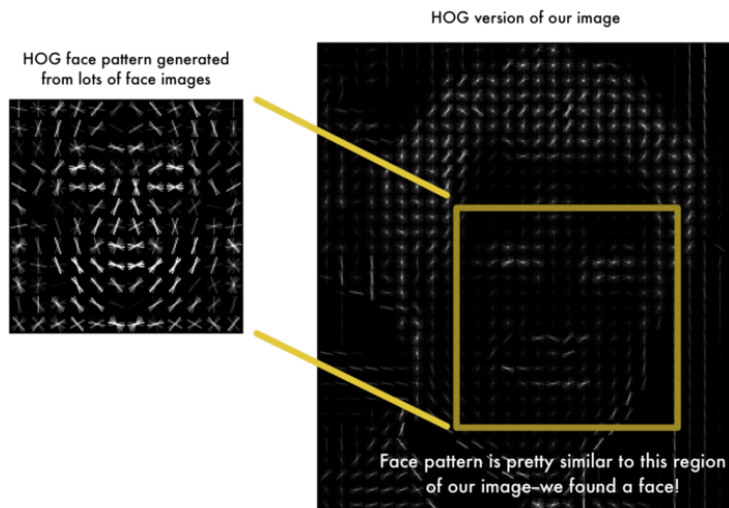 HOG version of our image
HOG face pattern generated
from lots of face images
Face pattern is pretty similar to this region
of our image–we found a face!